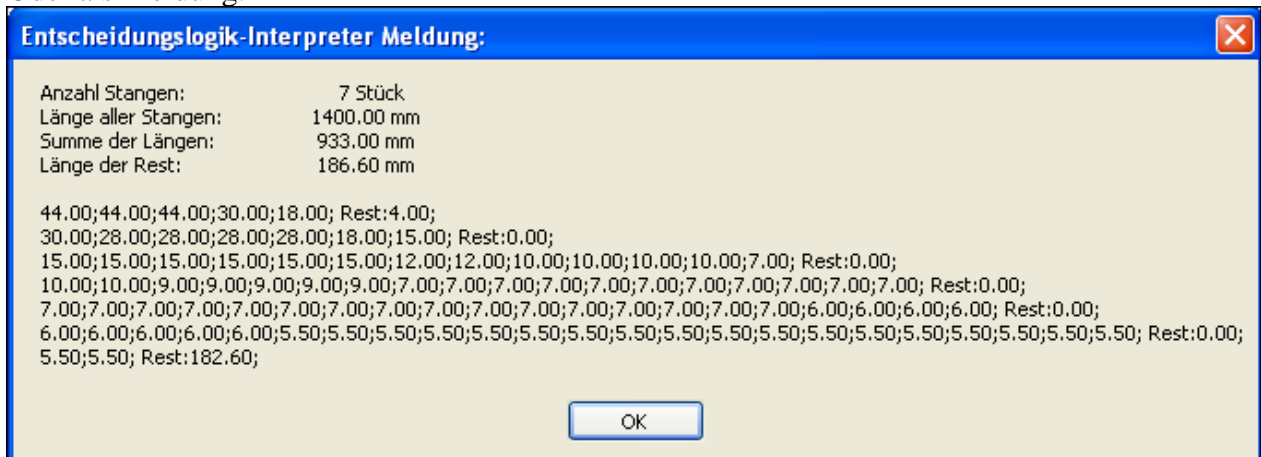 Entscheidungslogik-Interpreter Meldung:
Anzahl Stangen: 7 Stück
Länge aller Stangen: 1400.00 mm
Summe der Längen: 933.00 mm
Länge der Rest: 186.60 mm
44.00;44.00;44.00;30.00;18.00; Rest:4.00;
30.00;28.00;28.00;28.00;28.00;18.00;15.00; Rest:0.00;
15.00;15.00;15.00;15.00;15.00;15.00;12.00;12.00;10.00;10.00;10.00;10.00;7.00; Rest:0.00;
10.00;10.00;9.00;9.00;9.00;9.00;9.00;7.00;7.00;7.00;7.00;7.00;7.00;7.00;7.00;7.00;7.00;7.00; Rest:0.00;
7.00;7.00;7.00;7.00;7.00;7.00;7.00;7.00;7.00;7.00;7.00;7.00;7.00;7.00;7.00;7.00;6.00;6.00;6.00;6.00; Rest:0.00;
6.00;6.00;6.00;6.00;6.00;5.50;5.50;5.50;5.50;5.50;5.50;5.50;5.50;5.50;5.50;5.50;5.50;5.50;5.50;5.50;5.50;5.50;5.50; Rest:0.00;
5.50;5.50; Rest:182.60;
OK